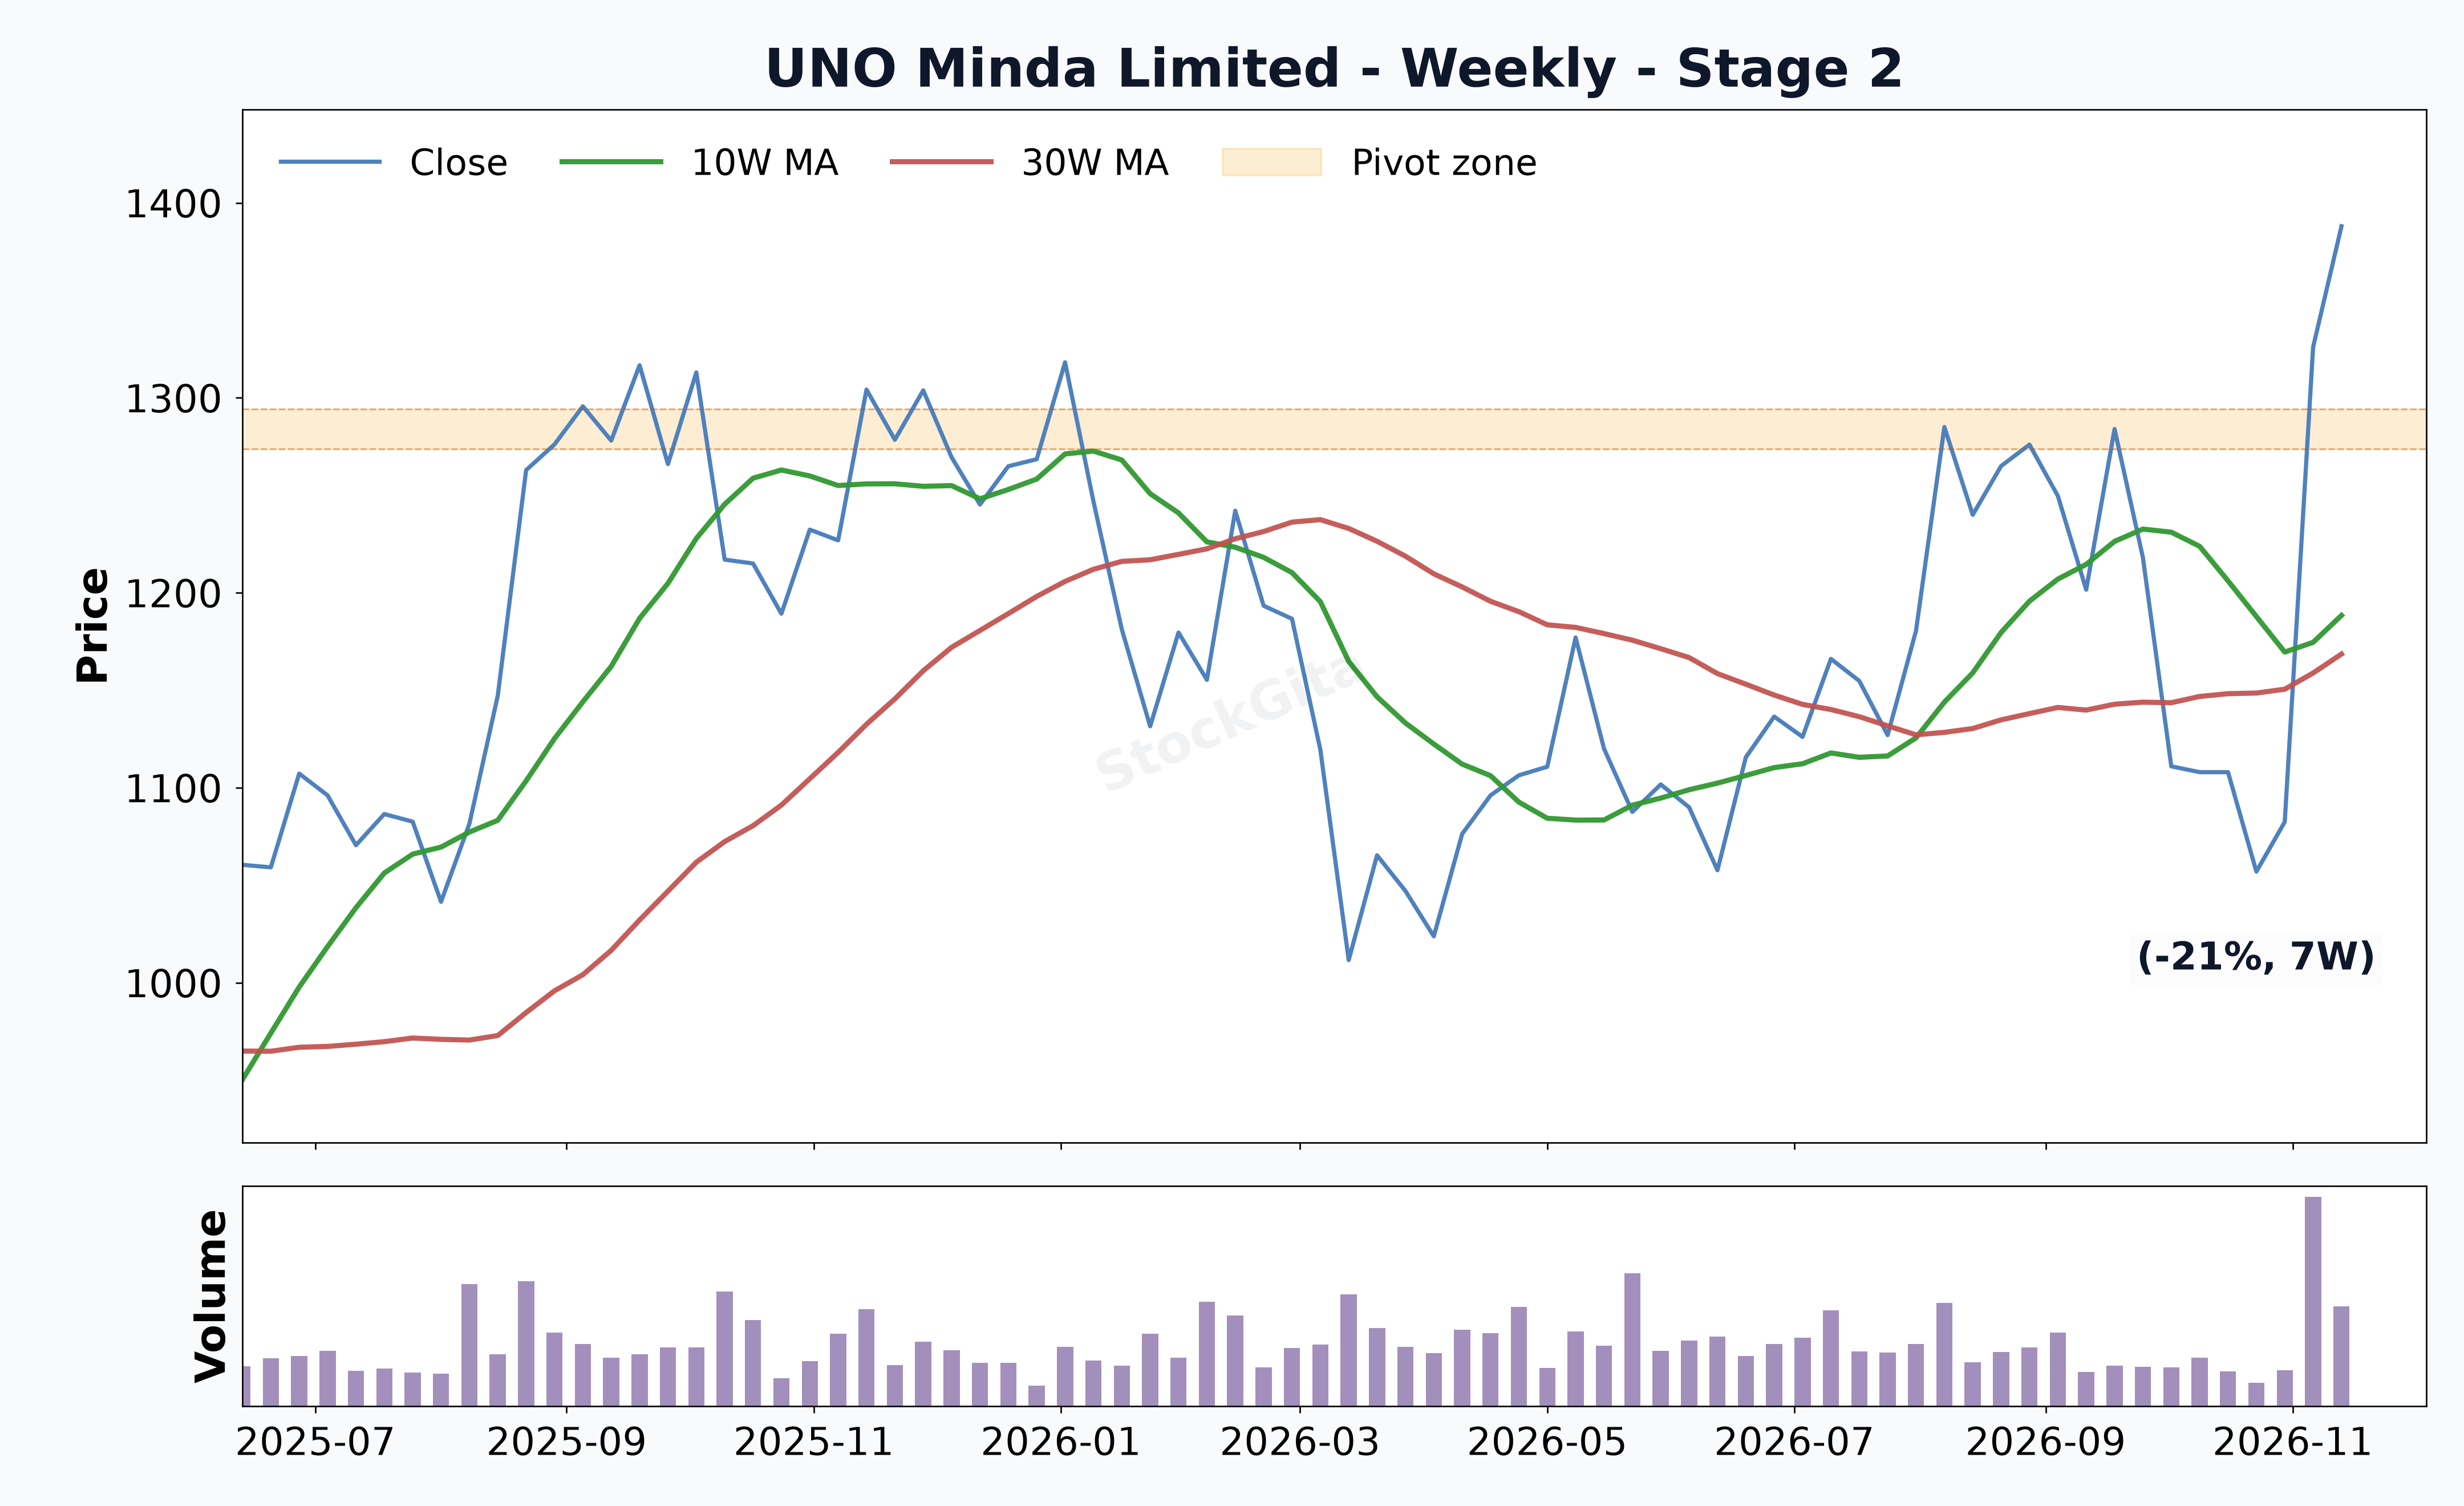 UNO Minda Limited - Weekly - Stage 2
Close 10W MA 30W MA Pivot zone
Price
1400
1300
1200
1100
1000
StockGita
(-21%, 7W)
Volume
2025-07 2025-09 2025-11 2026-01 2026-03 2026-05 2026-07 2026-09 2026-11